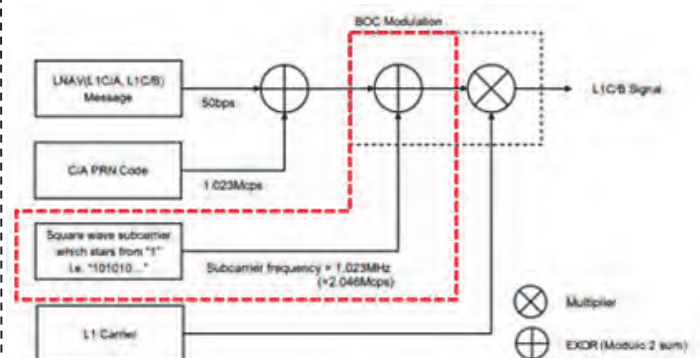 BOC Modulation
LNAV(L1C/A, L1C/B)
Message
50bps
L1C/B Signal
C/A PRN Code
1.023Mcps
Square wave subcarrier
which stars from "1"
i.e. "101010..."
Subcarrier frequency = 1.023MHz
(=2.046Mcps)
L1 Carrier
Multiplier
EXOR (Modulo 2 sum)